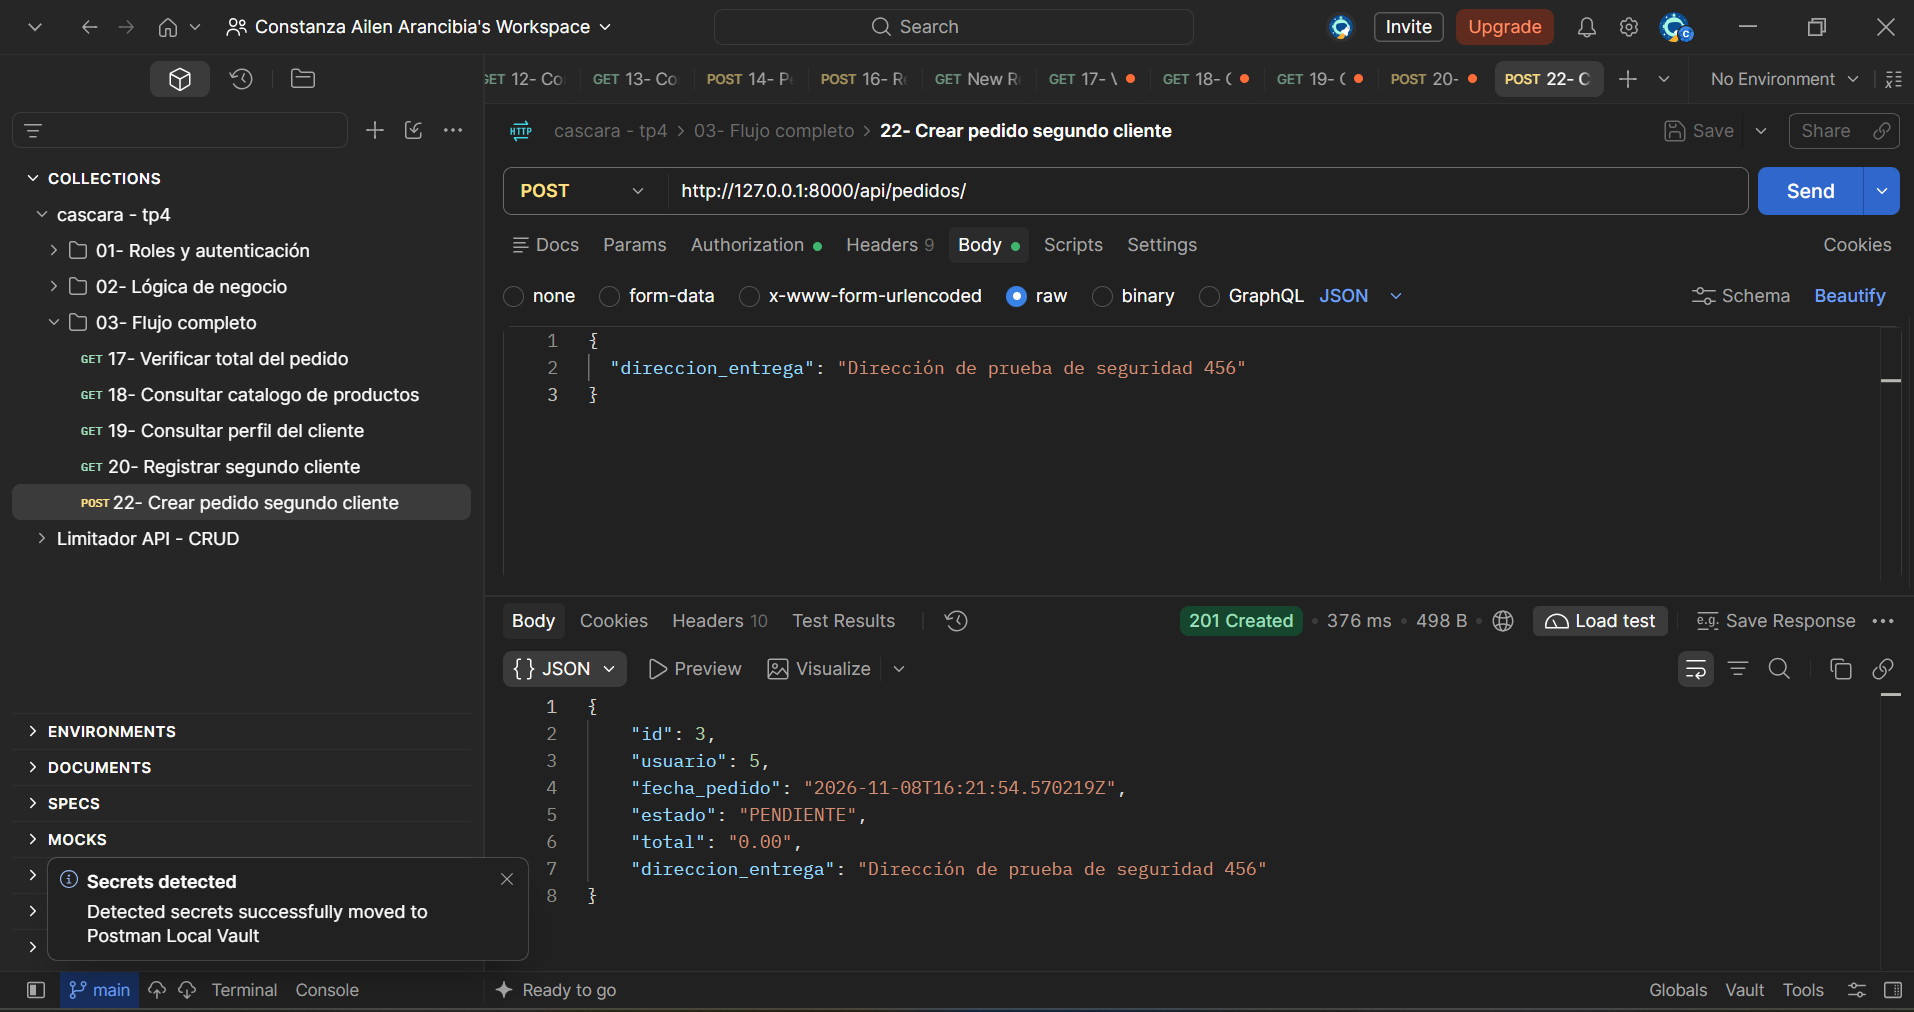 Constanza Ailen Arancibia's Workspace
Search
Invite
Upgrade
GET 12- Co
GET 13- Co
POST 14- P
POST 16- R
GET New R
GET 17- V
GET 18- C
GET 19- C
POST 20-
POST 22- C
No Environment
cascara - tp4 > 03- Flujo completo > 22- Crear pedido segundo cliente
Save
Share
COLLECTIONS
cascara - tp4
01- Roles y autenticación
02- Lógica de negocio
03- Flujo completo
GET 17- Verificar total del pedido
GET 18- Consultar catalogo de productos
GET 19- Consultar perfil del cliente
GET 20- Registrar segundo cliente
POST 22- Crear pedido segundo cliente
Limitador API - CRUD
ENVIRONMENTS
DOCUMENTS
SPECS
MOCKS
Secrets detected
Detected secrets successfully moved to
Postman Local Vault
HTTP
POST
http://127.0.0.1:8000/api/pedidos/
Send
Docs Params Authorization Headers 9 Body Scripts Settings
Cookies
none form-data x-www-form-urlencoded raw binary GraphQL JSON
Schema Beautify
1 {
2 "direccion_entrega": "Dirección de prueba de seguridad 456"
3 }
Body Cookies Headers 10 Test Results
201 Created • 376 ms • 498 B •
Load test
e.g. Save Response
{} JSON
Preview
Visualize
1 {
2 "id": 3,
3 "usuario": 5,
4 "fecha_pedido": "2026-11-08T16:21:54.570219Z",
5 "estado": "PENDIENTE",
6 "total": "0.00",
7 "direccion_entrega": "Dirección de prueba de seguridad 456"
8 }
main
Terminal
Console
Ready to go
Globals
Vault
Tools